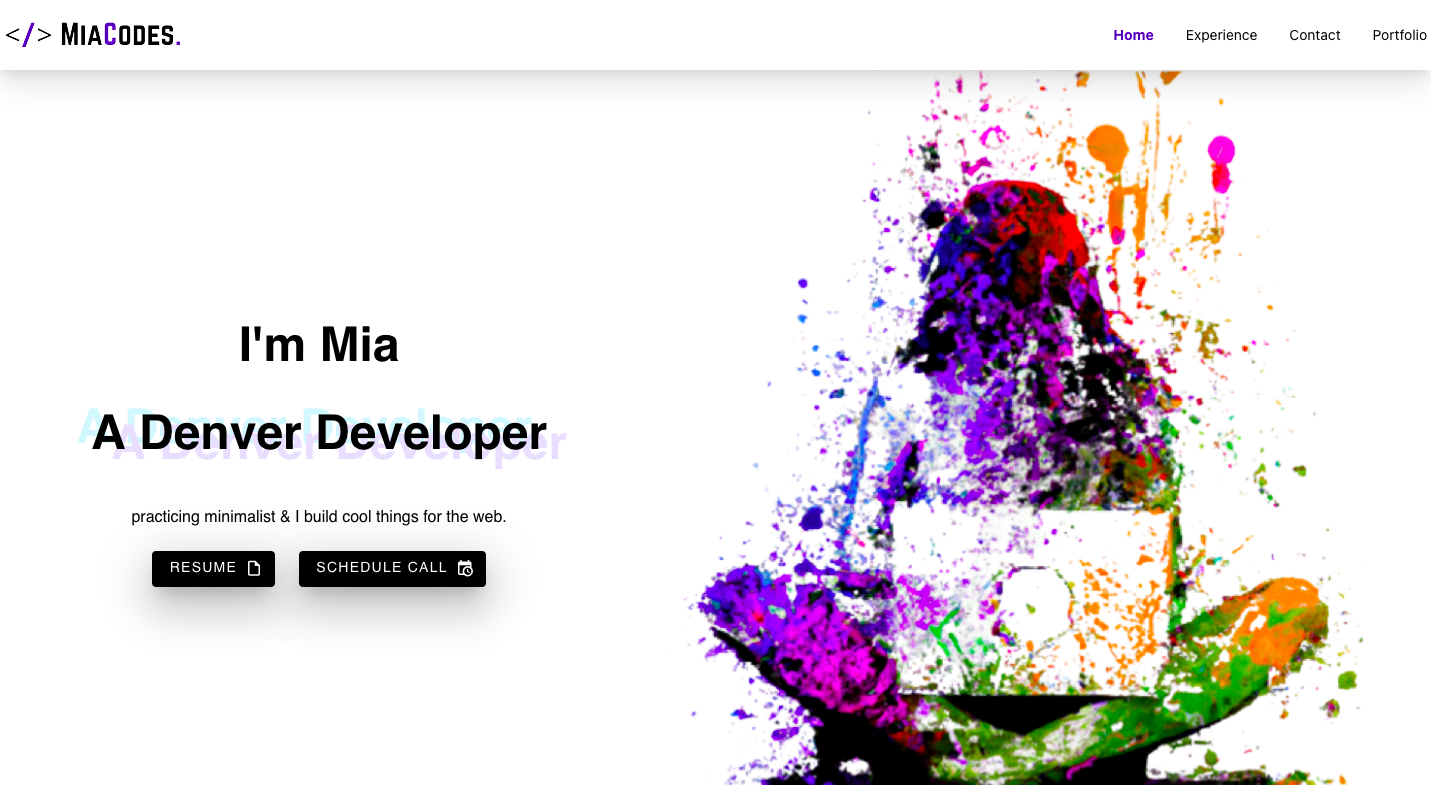 </> MIACODES.
Home Experience Contact Portfolio
I'm Mia
A Denver Developer
practicing minimalist & I build cool things for the web.
RESUME SCHEDULE CALL